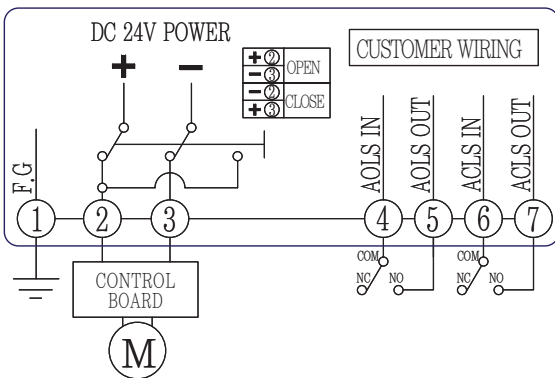 DC 24V POWER
+ −
+ ② OPEN
− ③
− ② CLOSE
+ ③
CUSTOMER WIRING
F.G
AOLS IN
AOLS OUT
ACLS IN
ACLS OUT
1 2 3 4 5 6 7
COM COM
NC NO NC NO
CONTROL
BOARD
M